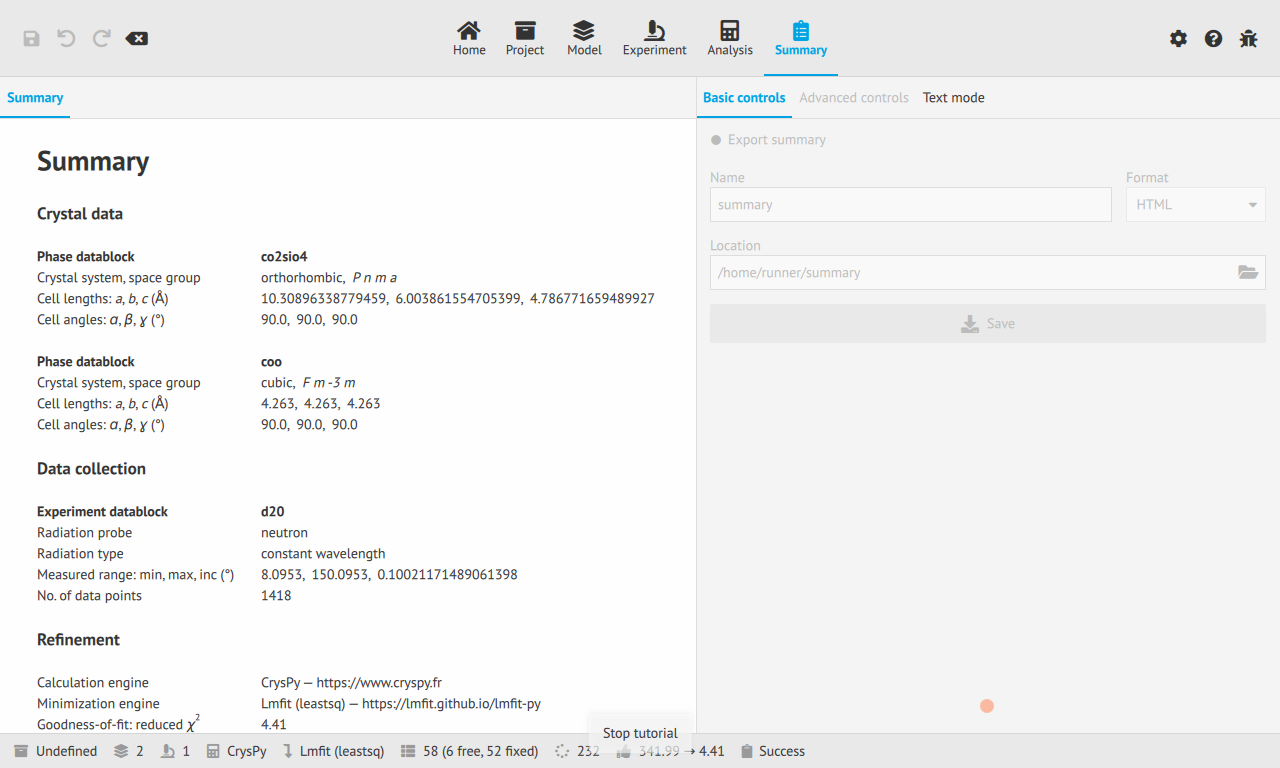 Home Project Model Experiment Analysis Summary
Summary
Basic controls Advanced controls Text mode
Summary
Crystal data
Phase datablock co2sio4
Crystal system, space group orthorhombic, P n m a
Cell lengths: a, b, c (Å) 10.30896338779459, 6.003861554705399, 4.786771659489927
Cell angles: α, β, γ (°) 90.0, 90.0, 90.0
Phase datablock coo
Crystal system, space group cubic, F m -3 m
Cell lengths: a, b, c (Å) 4.263, 4.263, 4.263
Cell angles: α, β, γ (°) 90.0, 90.0, 90.0
Data collection
Experiment datablock d20
Radiation probe neutron
Radiation type constant wavelength
Measured range: min, max, inc (°) 8.0953, 150.0953, 0.10021171489061398
No. of data points 1418
Refinement
Calculation engine CrysPy — https://www.cryspy.fr
Minimization engine Lmfit (leastsq) — https://lmfit.github.io/lmfit-py
Goodness-of-fit: reduced χ² 4.41
Export summary
Name Format
summary HTML
Location
/home/runner/summary
Save
Stop tutorial
Undefined 2 1 CrysPy Lmfit (leastsq) 58 (6 free, 52 fixed) 232 341.99 → 4.41 Success